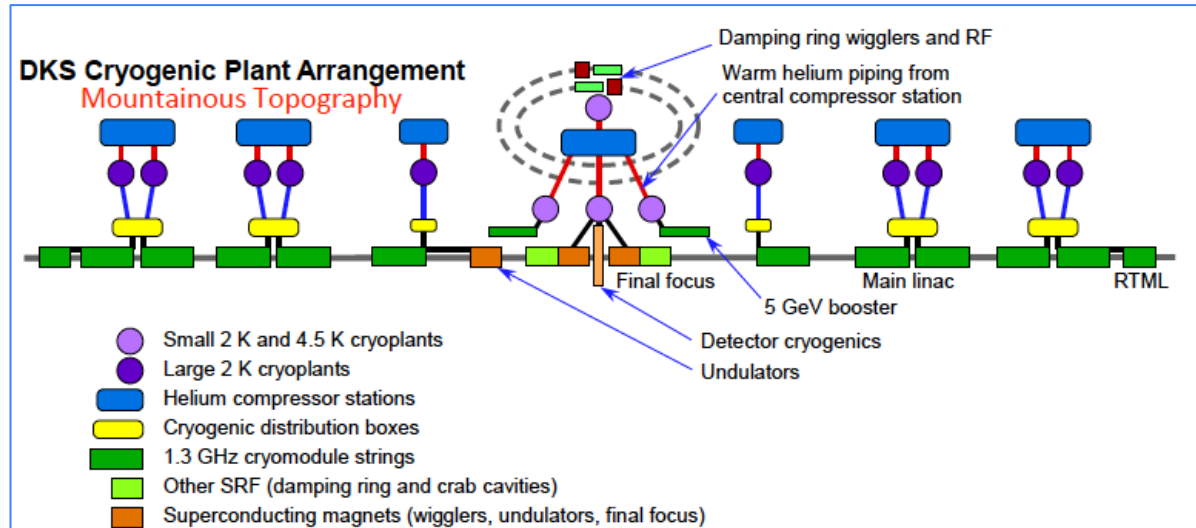 DKS Cryogenic Plant Arrangement
Mountainous Topography
Damping ring wigglers and RF
Warm helium piping from
central compressor station
Final focus
Main linac
RTML
5 GeV booster
Detector cryogenics
Undulators
Small 2 K and 4.5 K cryoplants
Large 2 K cryoplants
Helium compressor stations
Cryogenic distribution boxes
1.3 GHz cryomodule strings
Other SRF (damping ring and crab cavities)
Superconducting magnets (wigglers, undulators, final focus)